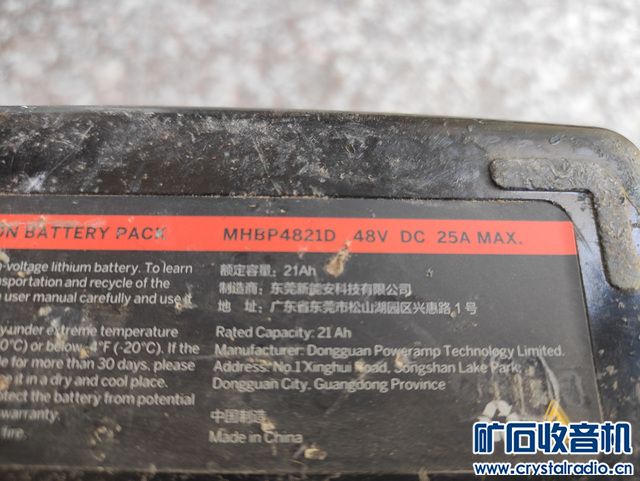 ON BATTERY PACK MHBP4821D 48V DC 25A MAX.
-voltage lithium battery. To learn
sportation and recycle of the
user manual carefully and use it
y under extreme temperature
0°C) or below -4°F (-20°C). If the
le for more than 30 days, please
it in a dry and cool place.
otect the battery from potential
warranty.
fire.
额定容量：21Ah
制造商：东莞新能安科技有限公司
地 址：广东省东莞市松山湖园区兴惠路1号
Rated Capacity: 21 Ah
Manufacturer: Dongguan Poweramp Technology Limited.
Address: No.1 Xinghui Road, Songshan Lake Park,
Dongguan City, Guangdong Province
中国制造
Made in China
矿石收音机
www.crystalradio.cn